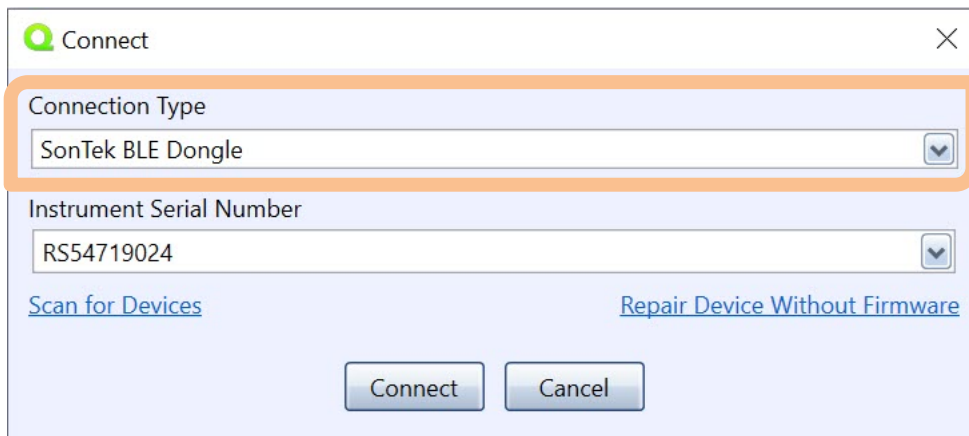 Connect
Connection Type
SonTek BLE Dongle
Instrument Serial Number
RS54719024
Scan for Devices Repair Device Without Firmware
Connect Cancel